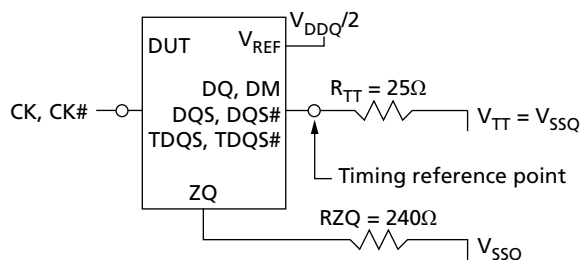 V_DDQ/2
DUT
V_REF
DQ, DM
R_TT = 25Ω
CK, CK#
DQS, DQS#
V_TT = V_SSQ
TDQS, TDQS#
Timing reference point
ZQ
RZQ = 240Ω
V_SSQ